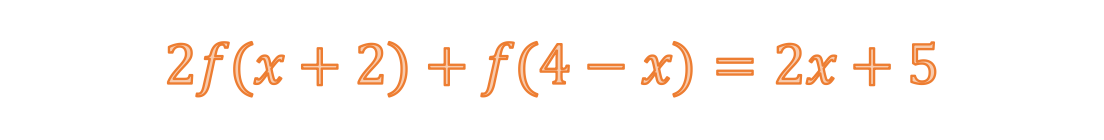 2f(x + 2) + f(4 − x) = 2x + 5